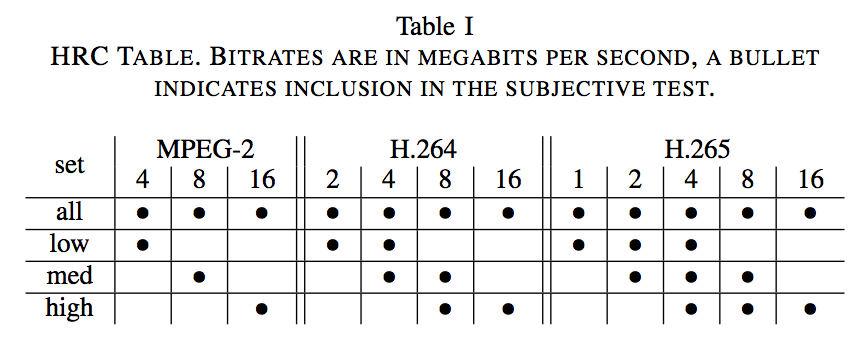 Table I
HRC TABLE. BITRATES ARE IN MEGABITS PER SECOND, A BULLET
INDICATES INCLUSION IN THE SUBJECTIVE TEST.
set MPEG-2 H.264 H.265
4 8 16 2 4 8 16 1 2 4 8 16
all • • • • • • • • • • • •
low • • • • • •
med • • • • • •
high • • • • • •